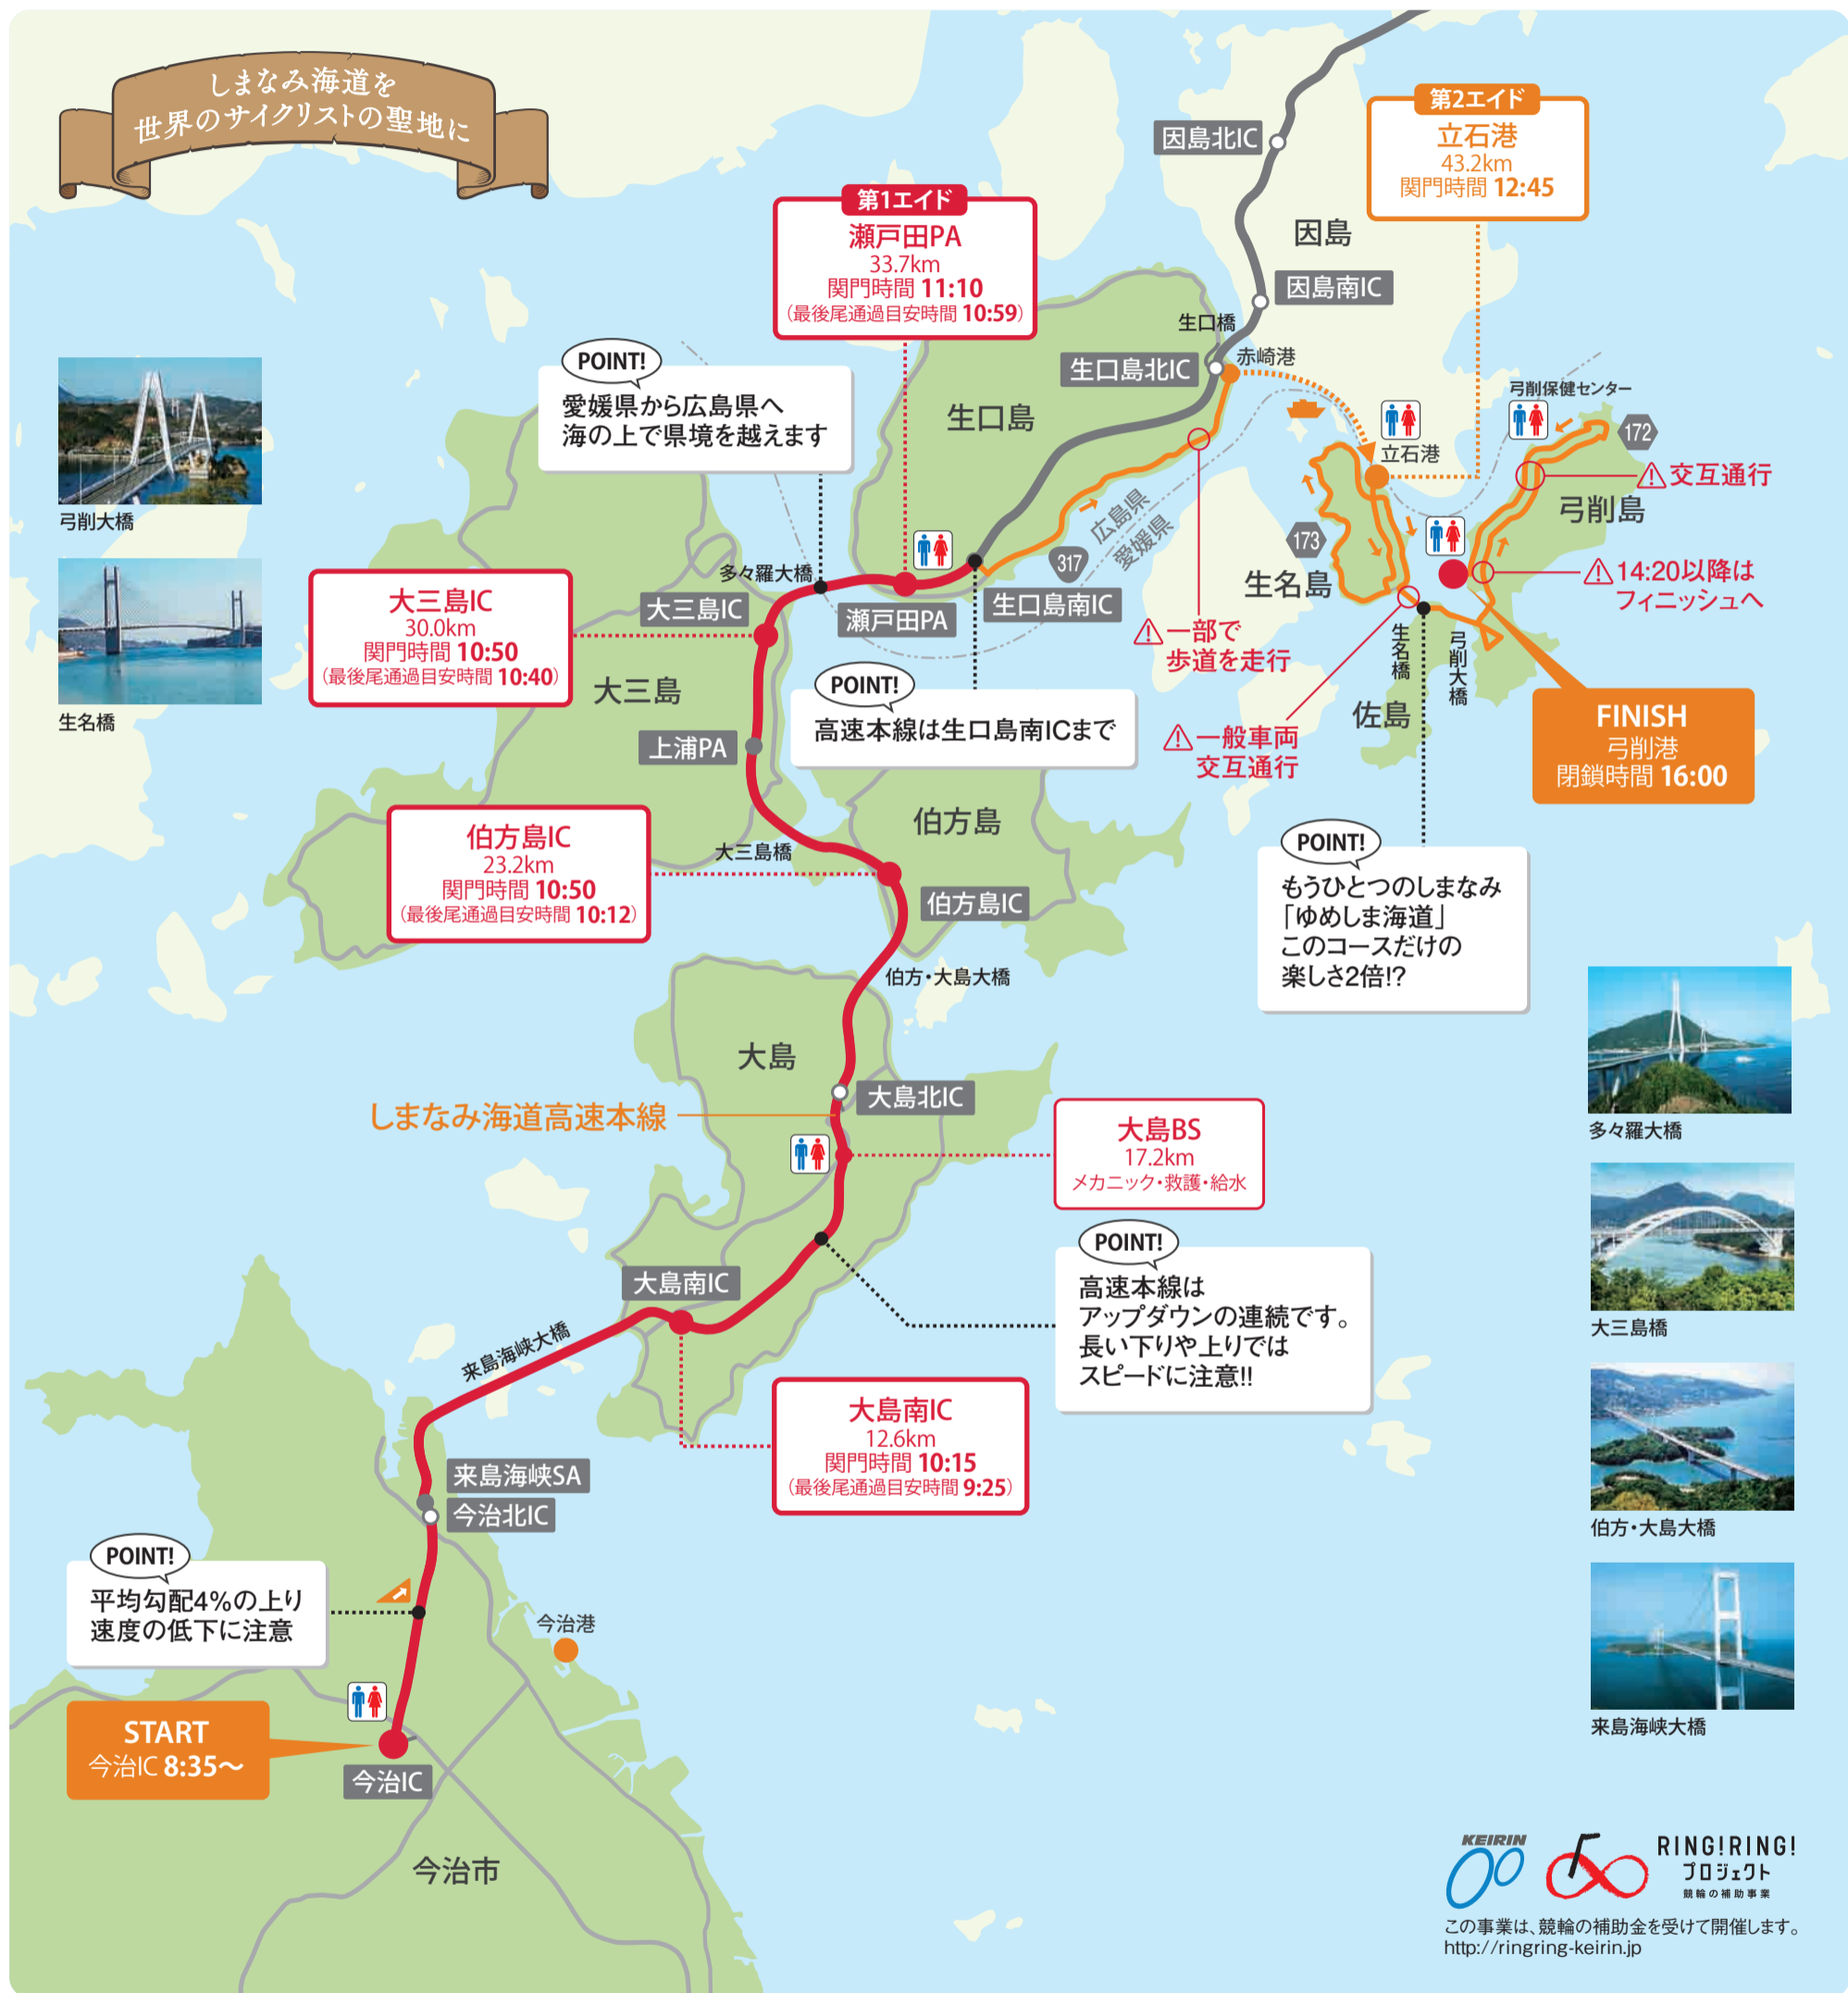 しまなみ海道を
世界のサイクリストの聖地に
第2エイド
立石港
43.2km
関門時間 12:45
因島北IC
因島
因島南IC
第1エイド
瀬戸田PA
33.7km
関門時間 11:10
(最後尾通過目安時間 10:59)
生口橋
生口島北IC
赤崎港
POINT!
愛媛県から広島県へ
海の上で県境を越えます
生口島
弓削保健センター
172
立石港
交互通行
弓削島
弓削大橋
生名橋
広島県
愛媛県
317
173
生名島
14:20以降は
フィニッシュへ
多々羅大橋
大三島IC
瀬戸田PA
生口島南IC
大三島IC
30.0km
関門時間 10:50
(最後尾通過目安時間 10:40)
一部で
歩道を走行
生名橋
弓削大橋
佐島
大三島
上浦PA
POINT!
高速本線は生口島南ICまで
一般車両
交互通行
FINISH
弓削港
閉鎖時間 16:00
伯方島IC
23.2km
関門時間 10:50
(最後尾通過目安時間 10:12)
大三島橋
伯方島
伯方島IC
POINT!
もうひとつのしまなみ
「ゆめしま海道」
このコースだけの
楽しさ2倍!?
伯方・大島大橋
大島
大島北IC
しまなみ海道高速本線
大島BS
17.2km
メカニック・救護・給水
多々羅大橋
POINT!
高速本線は
アップダウンの連続です。
長い下りや上りでは
スピードに注意!!
大島南IC
来島海峡大橋
大三島橋
大島南IC
12.6km
関門時間 10:15
(最後尾通過目安時間 9:25)
来島海峡SA
今治北IC
伯方・大島大橋
POINT!
平均勾配4%の上り
速度の低下に注意
今治港
来島海峡大橋
START
今治IC 8:35〜
今治IC
今治市
KEIRIN
RING!RING!
プロジェクト
競輪の補助事業
この事業は、競輪の補助金を受けて開催します。
http://ringring-keirin.jp